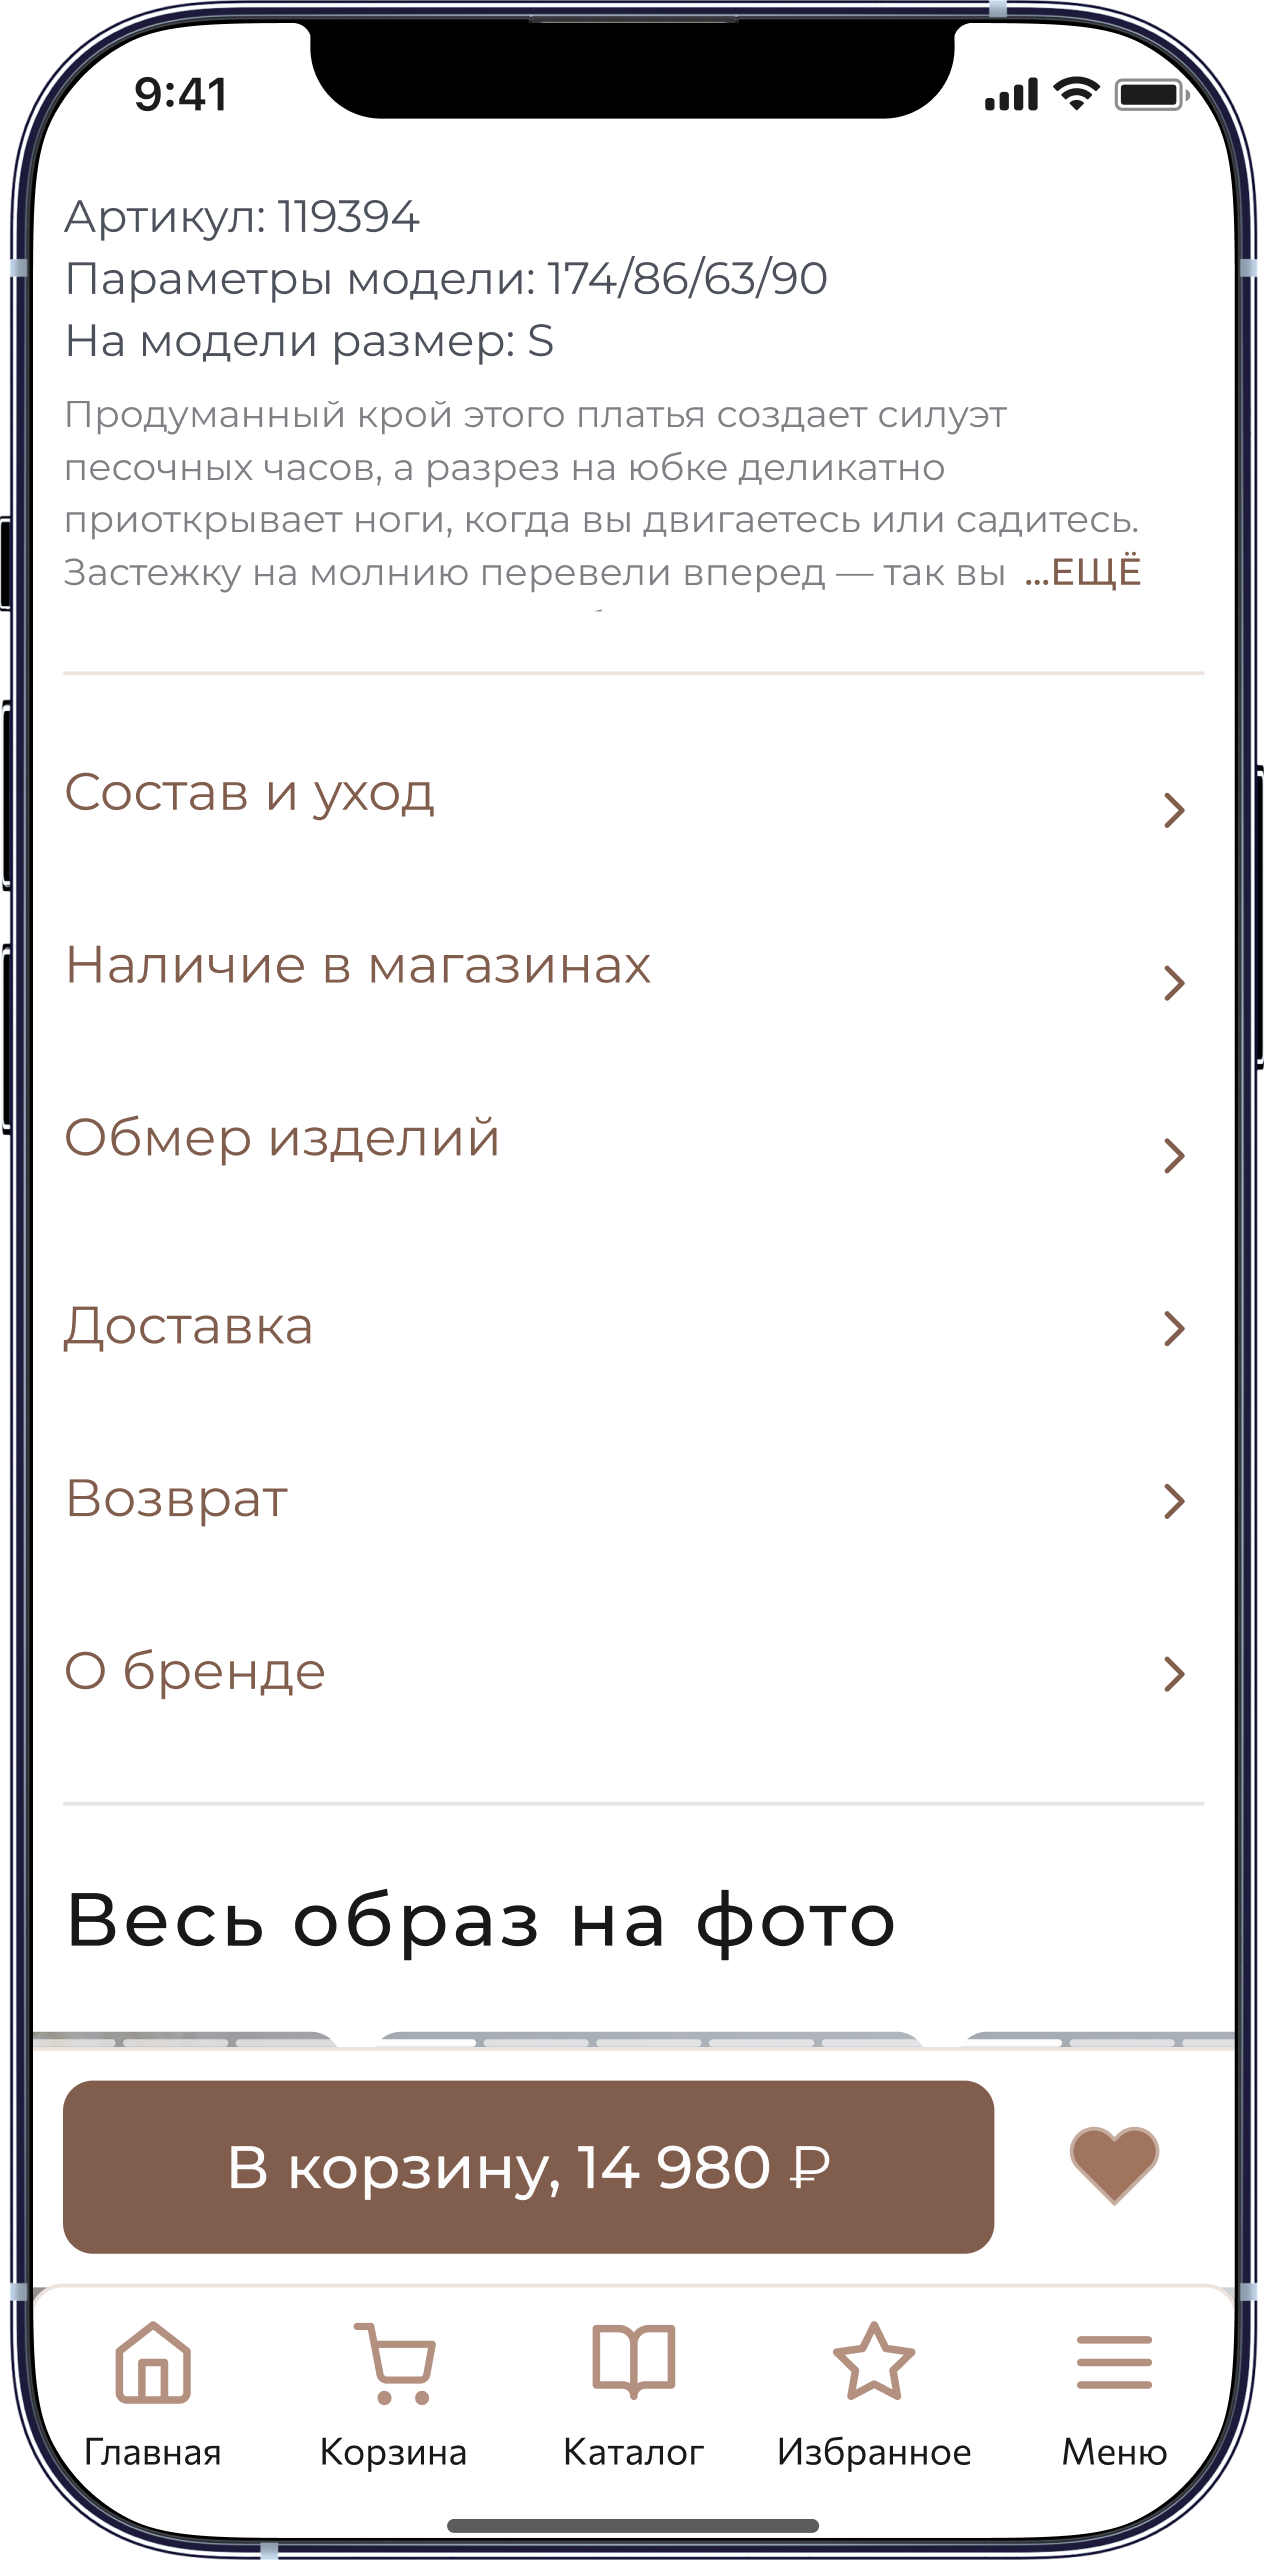 9:41
Артикул: 119394
Параметры модели: 174/86/63/90
На модели размер: S
Продуманный крой этого платья создает силуэт
песочных часов, а разрез на юбке деликатно
приоткрывает ноги, когда вы двигаетесь или садитесь.
Застежку на молнию перевели вперед — так вы ...ЕЩЁ
Состав и уход
Наличие в магазинах
Обмер изделий
Доставка
Возврат
О бренде
Весь образ на фото
В корзину, 14 980 ₽
Главная
Корзина
Каталог
Избранное
Меню